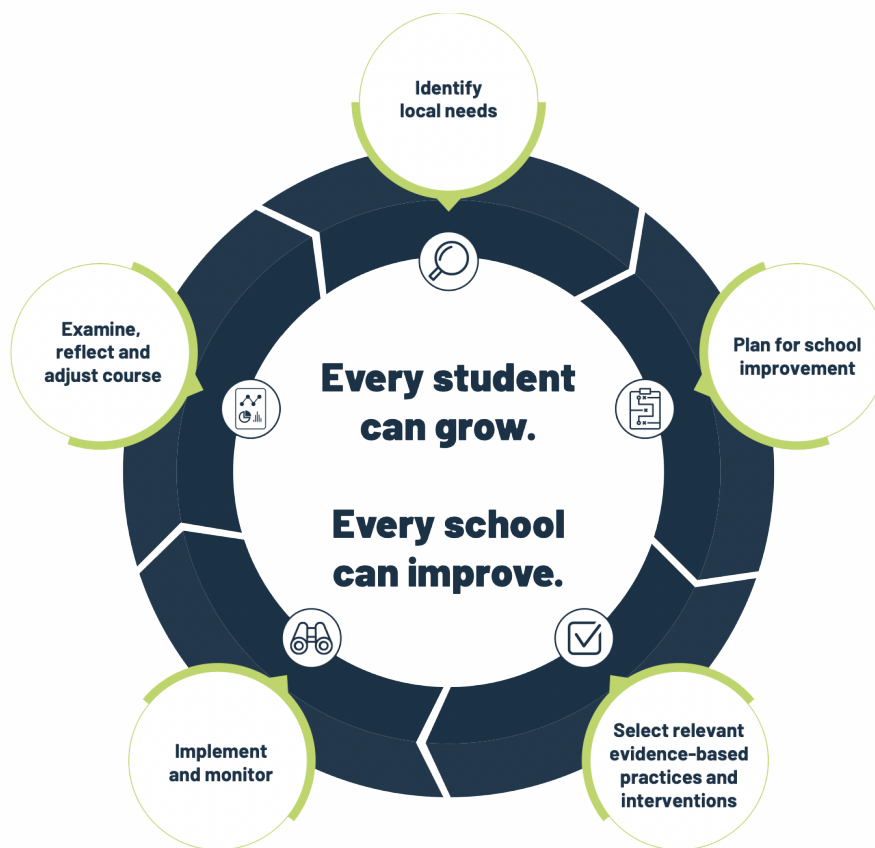 Identify
local needs
Plan for school
improvement
Select relevant
evidence-based
practices and
interventions
Implement
and monitor
Examine,
reflect and
adjust course
Every student
can grow.
Every school
can improve.